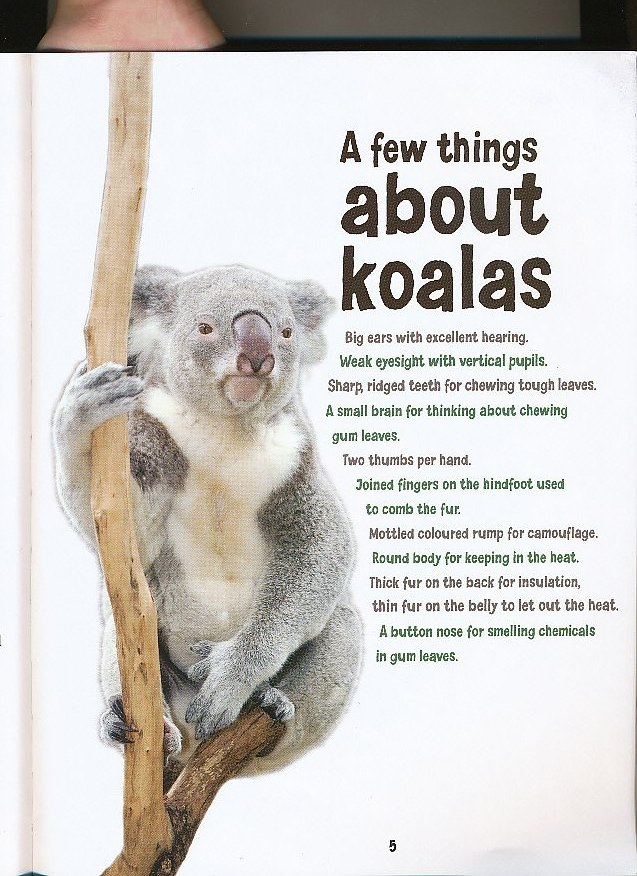 A few things
about
koalas
Big ears with excellent hearing.
Weak eyesight with vertical pupils.
Sharp, ridged teeth for chewing tough leaves.
A small brain for thinking about chewing
gum leaves.
Two thumbs per hand.
Joined fingers on the hindfoot used
to comb the fur.
Mottled coloured rump for camouflage.
Round body for keeping in the heat.
Thick fur on the back for insulation,
thin fur on the belly to let out the heat.
A button nose for smelling chemicals
in gum leaves.
5